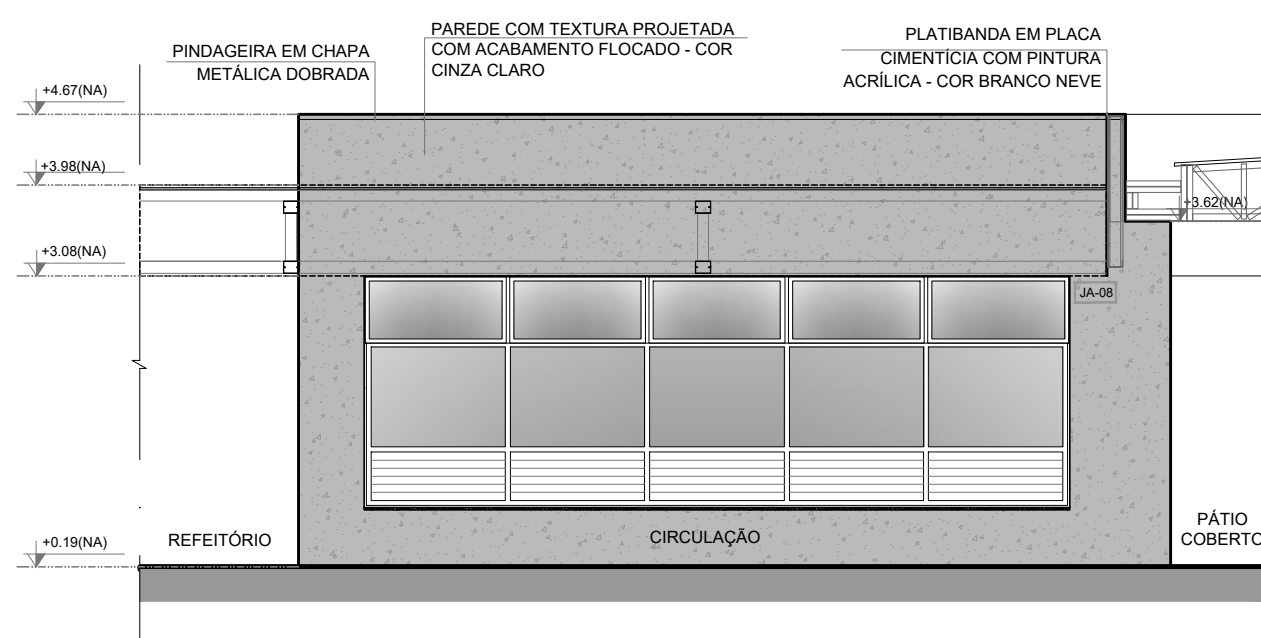 PINDAGEIRA EM CHAPA
METÁLICA DOBRADA
PAREDE COM TEXTURA PROJETADA
COM ACABAMENTO FLOCADO - COR
CINZA CLARO
PLATIBANDA EM PLACA
CIMENTÍCIA COM PINTURA
ACRÍLICA - COR BRANCO NEVE
+4.67(NA)
+3.98(NA)
+3.62(NA)
+3.08(NA)
JA-08
+0.19(NA)
REFEITÓRIO
CIRCULAÇÃO
PÁTIO
COBERTO